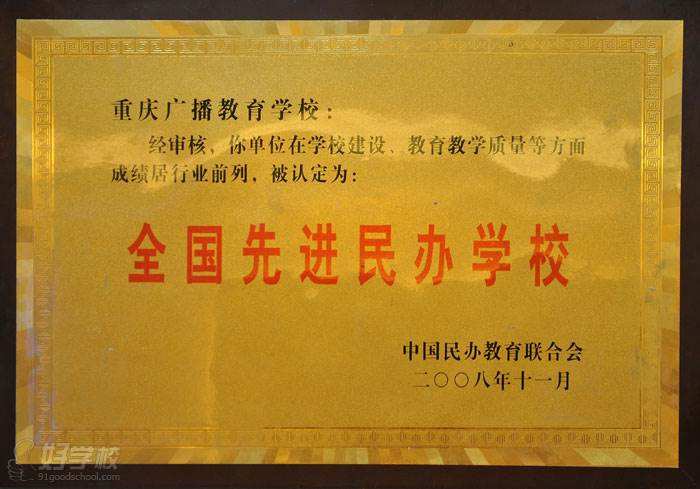 重庆广播教育学校：
经审核，你单位在学校建设、教育教学质量等方面
成绩居行业前列，被认定为：
全国先进民办学校
中国民办教育联合会
二〇〇八年十一月
好学校
91goodschool.com